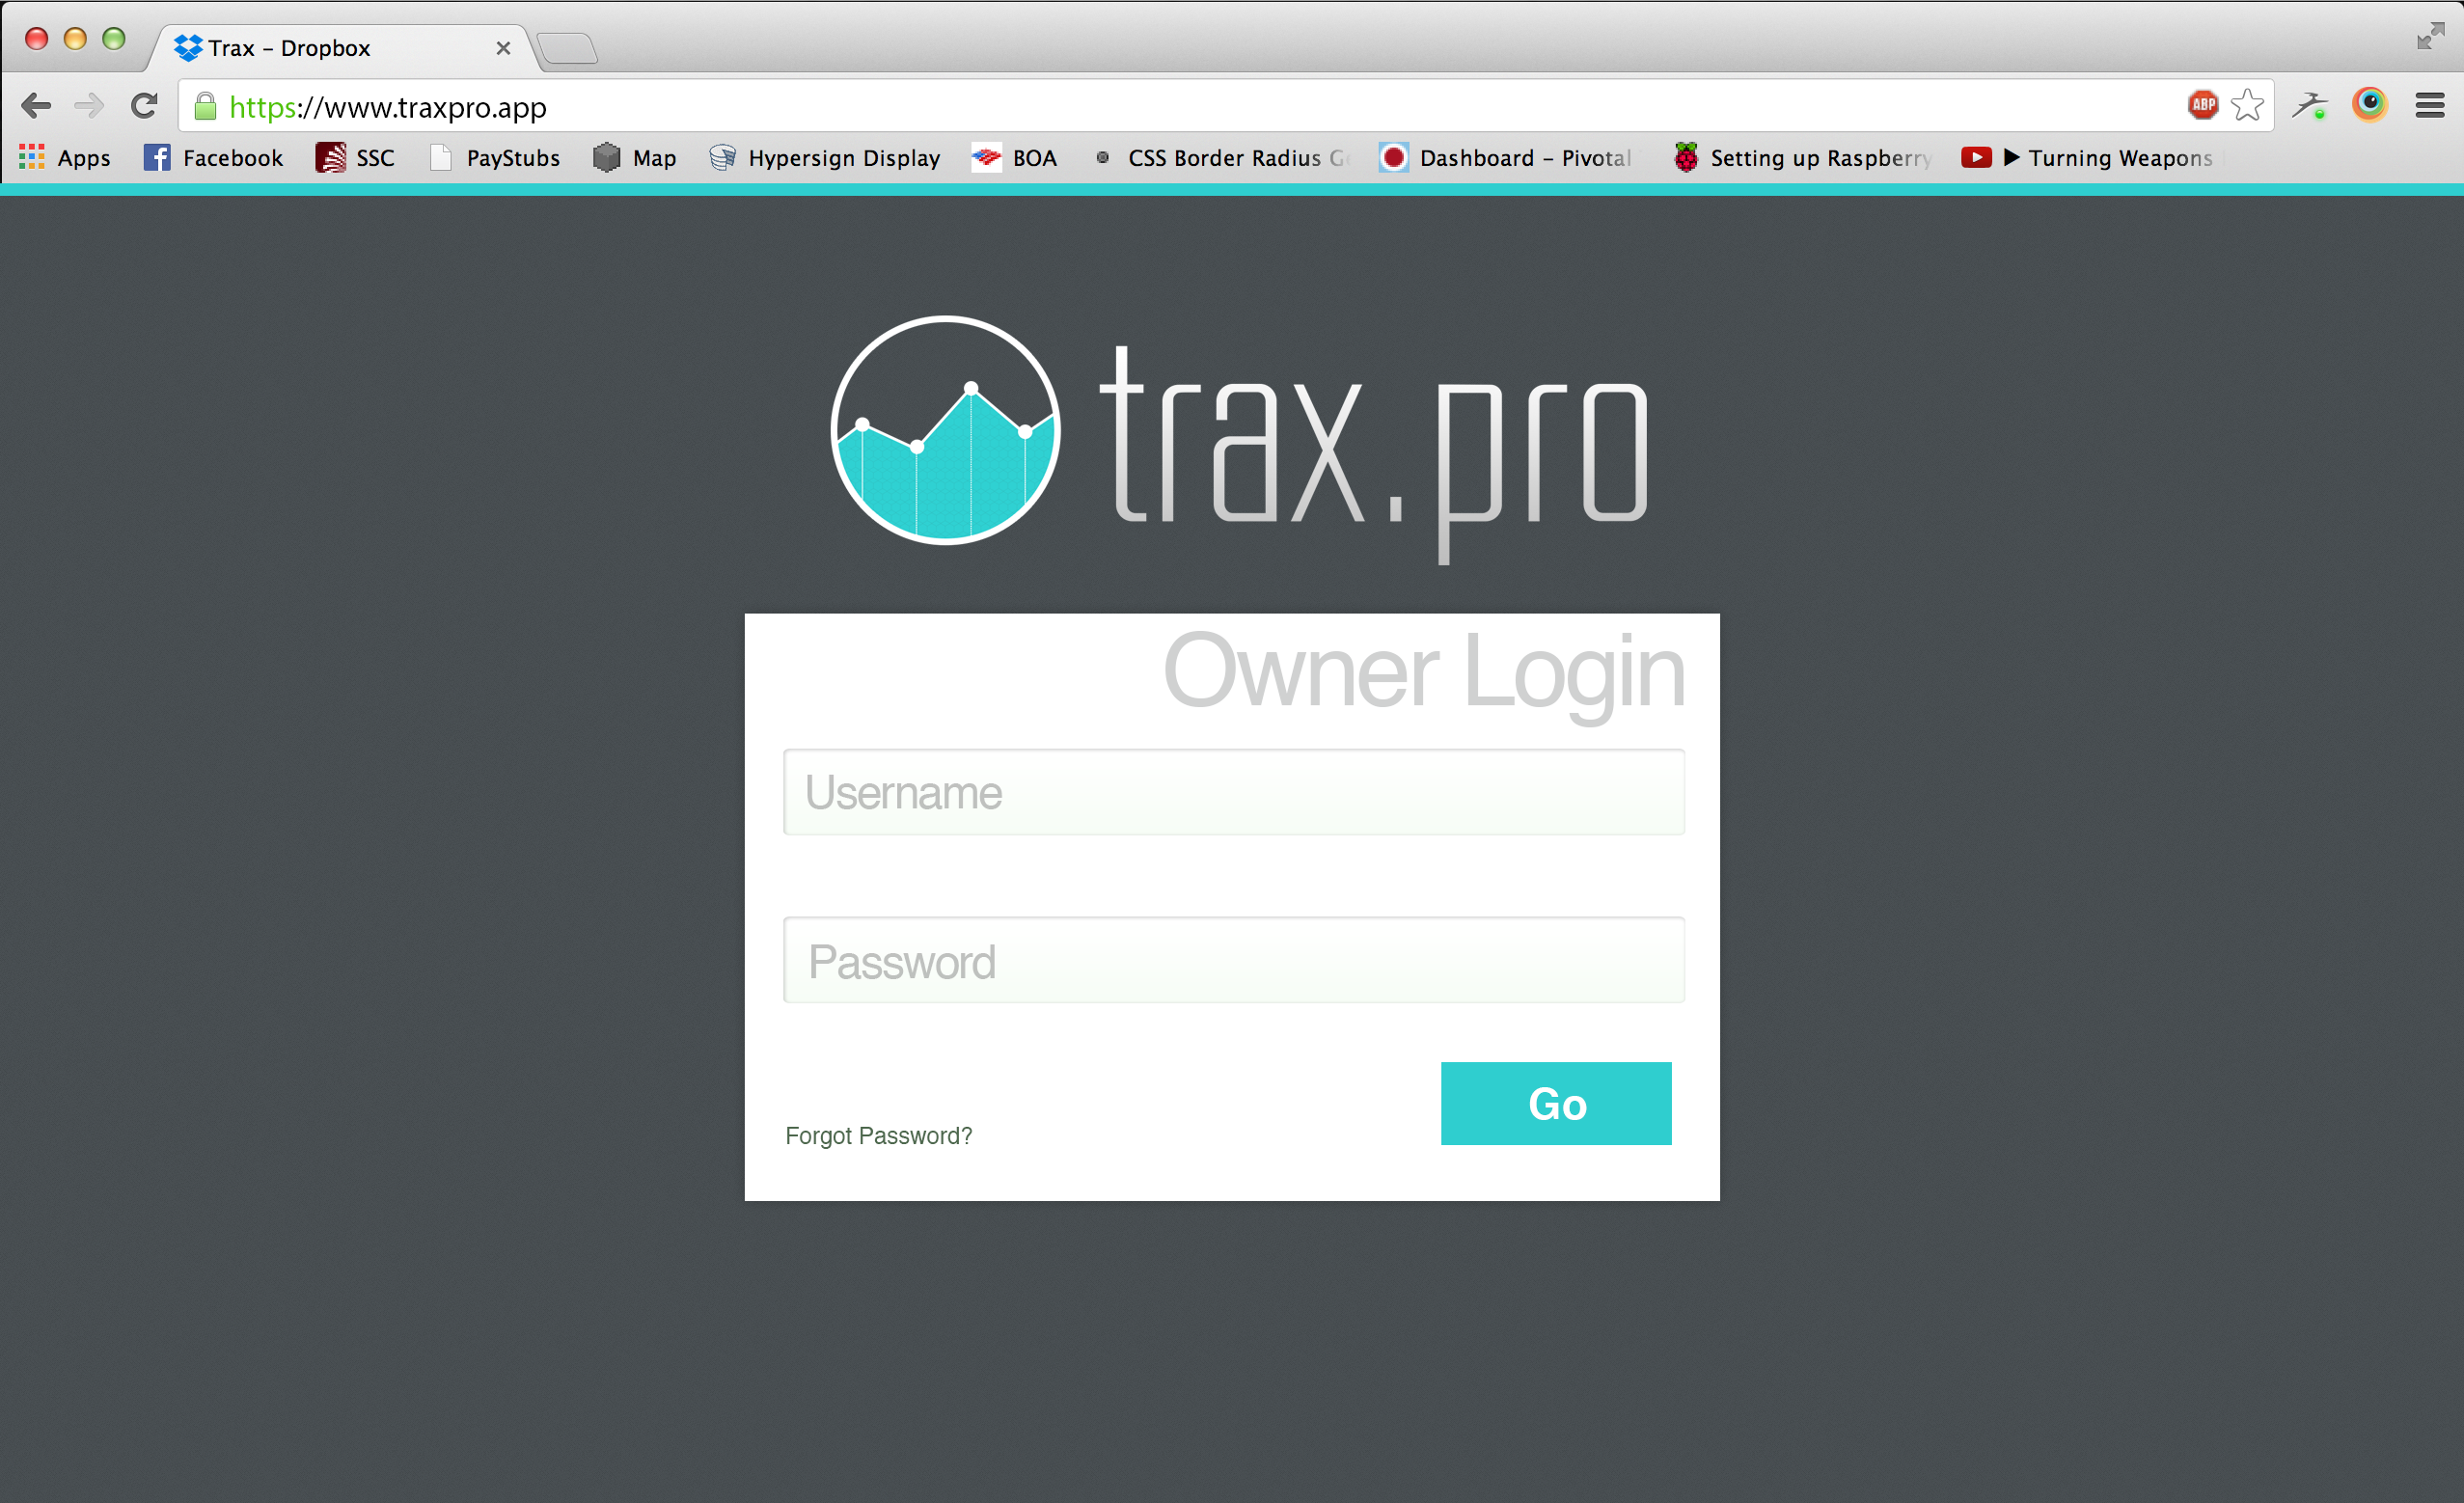 Trax – Dropbox
https://www.traxpro.app
ABP
Apps Facebook SSC PayStubs Map Hypersign Display BOA CSS Border Radius G Dashboard – Pivotal Setting up Raspberry ▶ Turning Weapons
trax.pro
Owner Login
Username
Password
Go
Forgot Password?